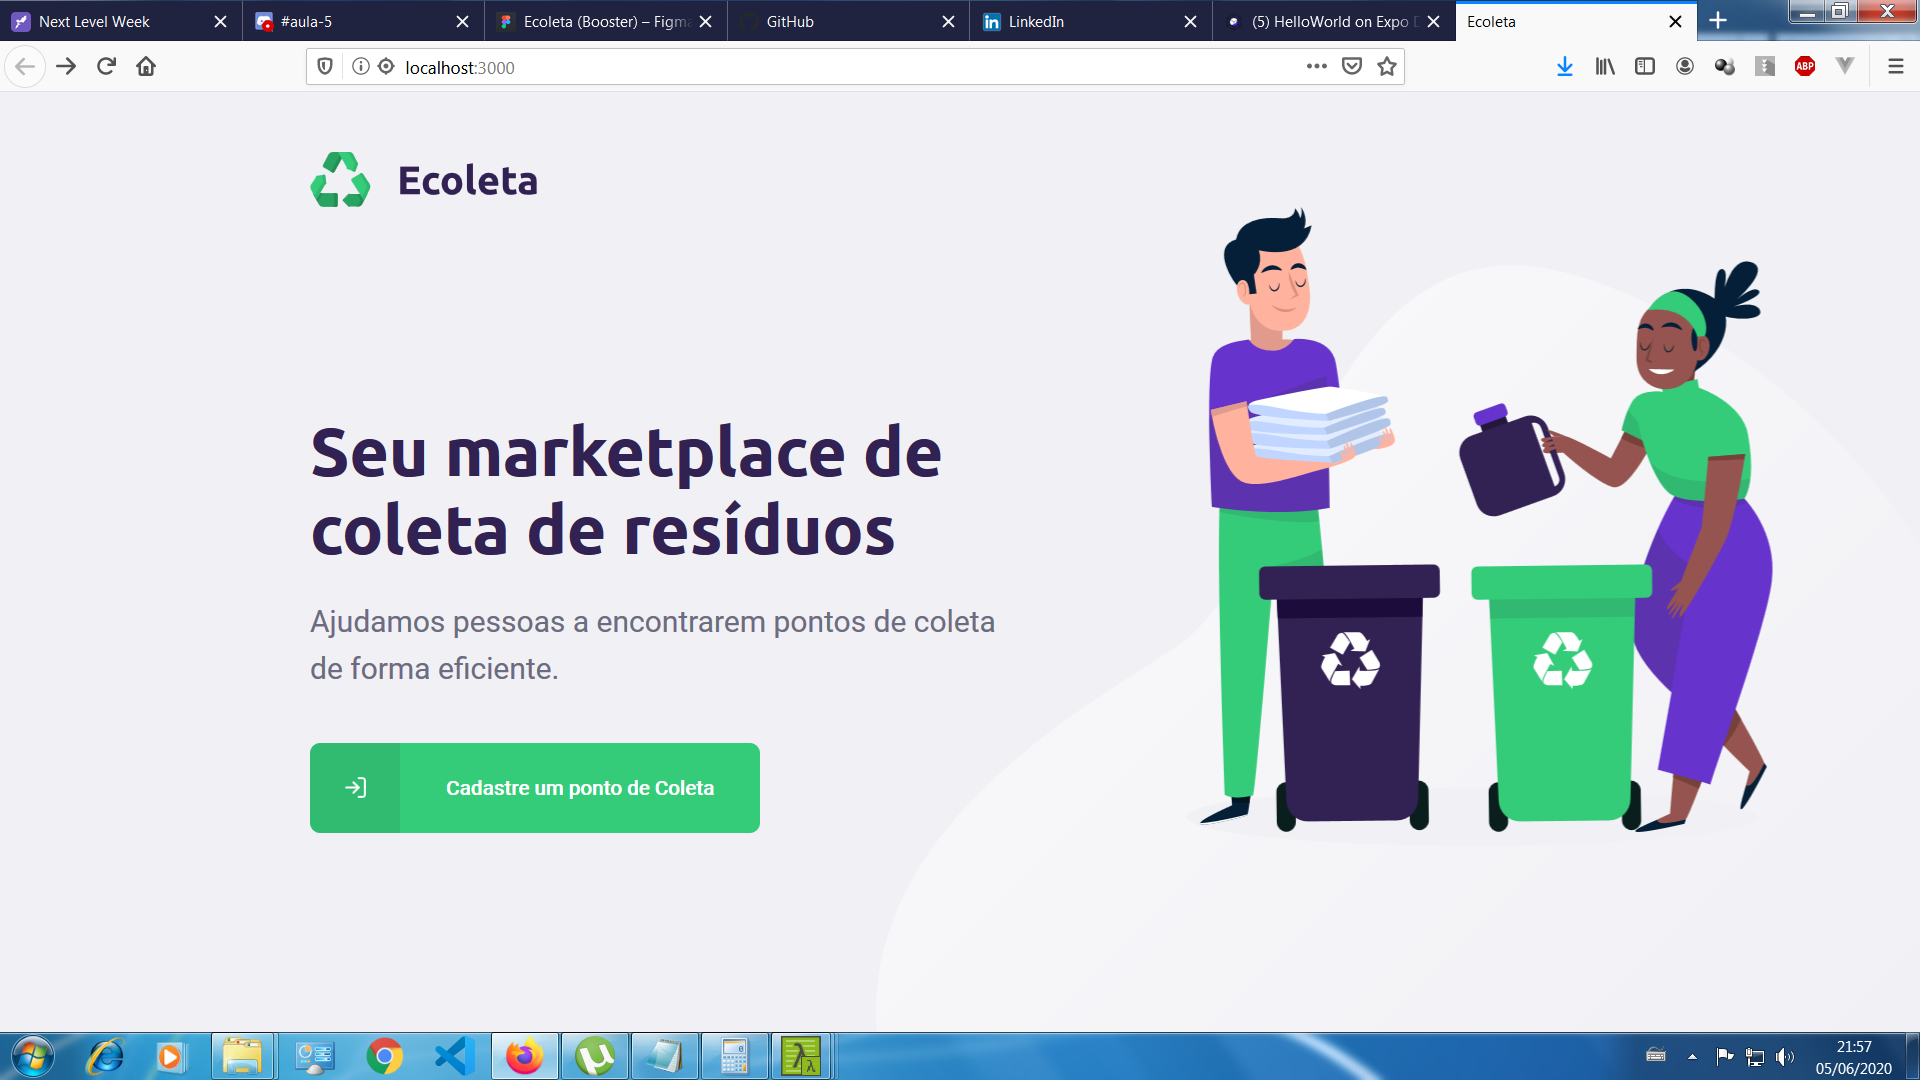 Next Level Week
#aula-5
Ecoleta (Booster) – Figma
GitHub
LinkedIn
(5) HelloWorld on Expo
Ecoleta
localhost:3000
ABP
Ecoleta
Seu marketplace de
coleta de resíduos
Ajudamos pessoas a encontrarem pontos de coleta
de forma eficiente.
Cadastre um ponto de Coleta
21:57
05/06/2020